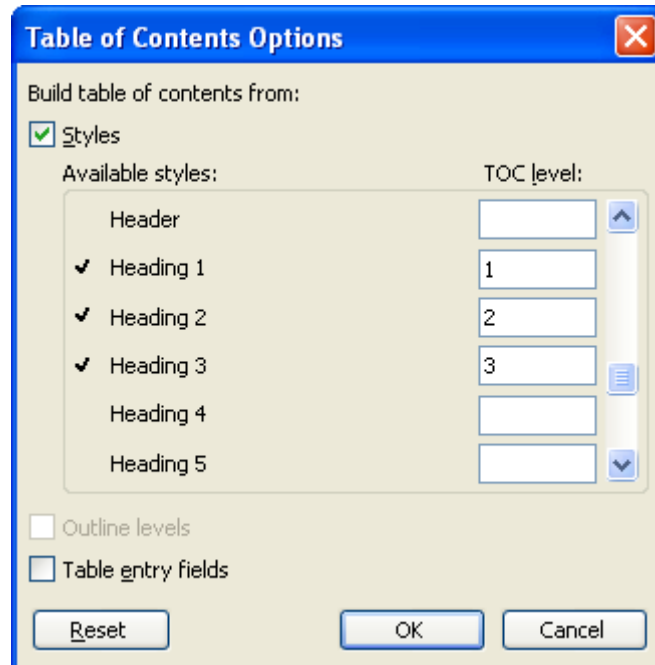 Table of Contents Options
Build table of contents from:
Styles
Available styles: TOC level:
Header
Heading 1 1
Heading 2 2
Heading 3 3
Heading 4
Heading 5
Outline levels
Table entry fields
Reset OK Cancel